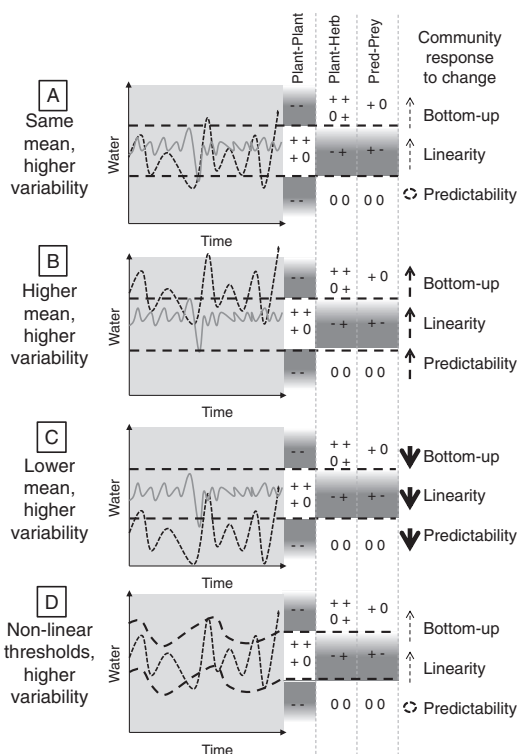 Plant-Plant
Plant-Herb
Pred-Prey
Community
response
to change
A
Same
mean,
higher
variability
Water
Time
- -
+ +
0 +
+ 0
+ +
+ 0
- +
+ -
- -
0 0
0 0
Bottom-up
Linearity
Predictability
B
Higher
mean,
higher
variability
Water
Time
- -
+ +
0 +
+ 0
+ +
+ 0
- +
+ -
- -
0 0
0 0
Bottom-up
Linearity
Predictability
C
Lower
mean,
higher
variability
Water
Time
- -
+ +
0 +
+ 0
+ +
+ 0
- +
+ -
- -
0 0
0 0
Bottom-up
Linearity
Predictability
D
Non-linear
thresholds,
higher
variability
Water
Time
- -
+ +
0 +
+ 0
+ +
+ 0
- +
+ -
- -
0 0
0 0
Bottom-up
Linearity
Predictability